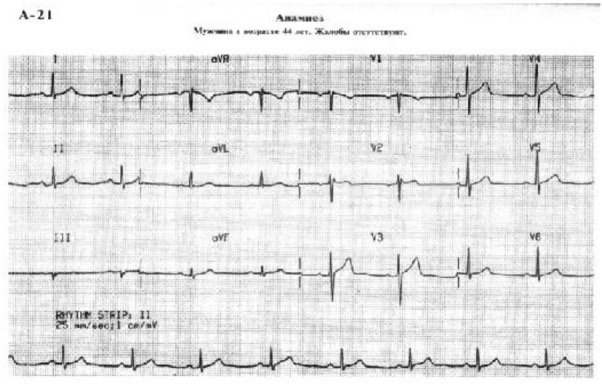 А-21
Анамнез
Мужчина в возрасте 44 лет. Жалобы отсутствуют.
I aVR V1 V4
II aVL V2 V5
III aVF V3 V6
RHYTHM STRIP: II
25 mm/sec;1 cm/mV